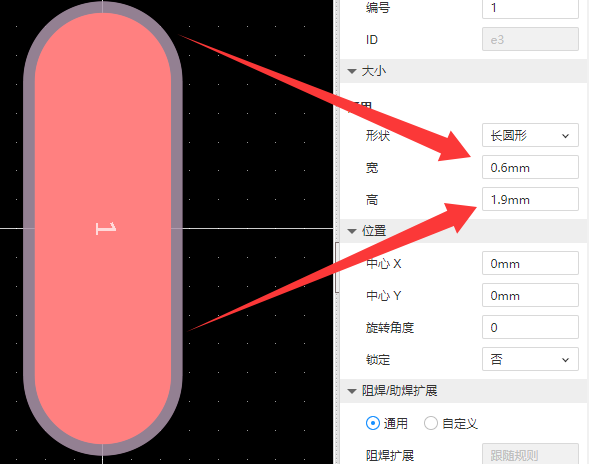 编号 1
ID e3
大小
形状 长圆形
宽 0.6mm
高 1.9mm
1
位置
中心 X 0mm
中心 Y 0mm
旋转角度 0
锁定 否
阻焊/助焊扩展
通用 自定义
阻焊扩展 跟随规则